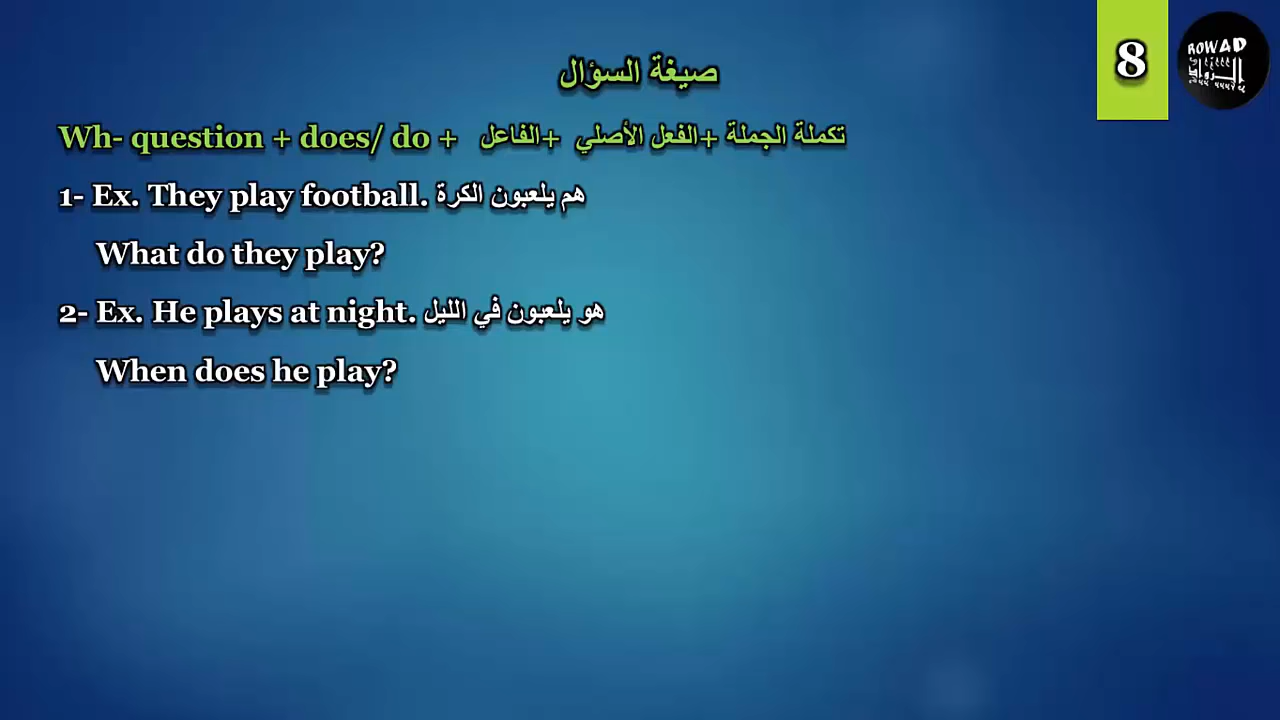 8
ROWAD
الرواد
صيغة السؤال
Wh- question + does/ do + الفاعل+ الفعل الأصلي +تكملة الجملة
1- Ex. They play football. هم يلعبون الكرة
What do they play?
2- Ex. He plays at night. هو يلعبون في الليل
When does he play?